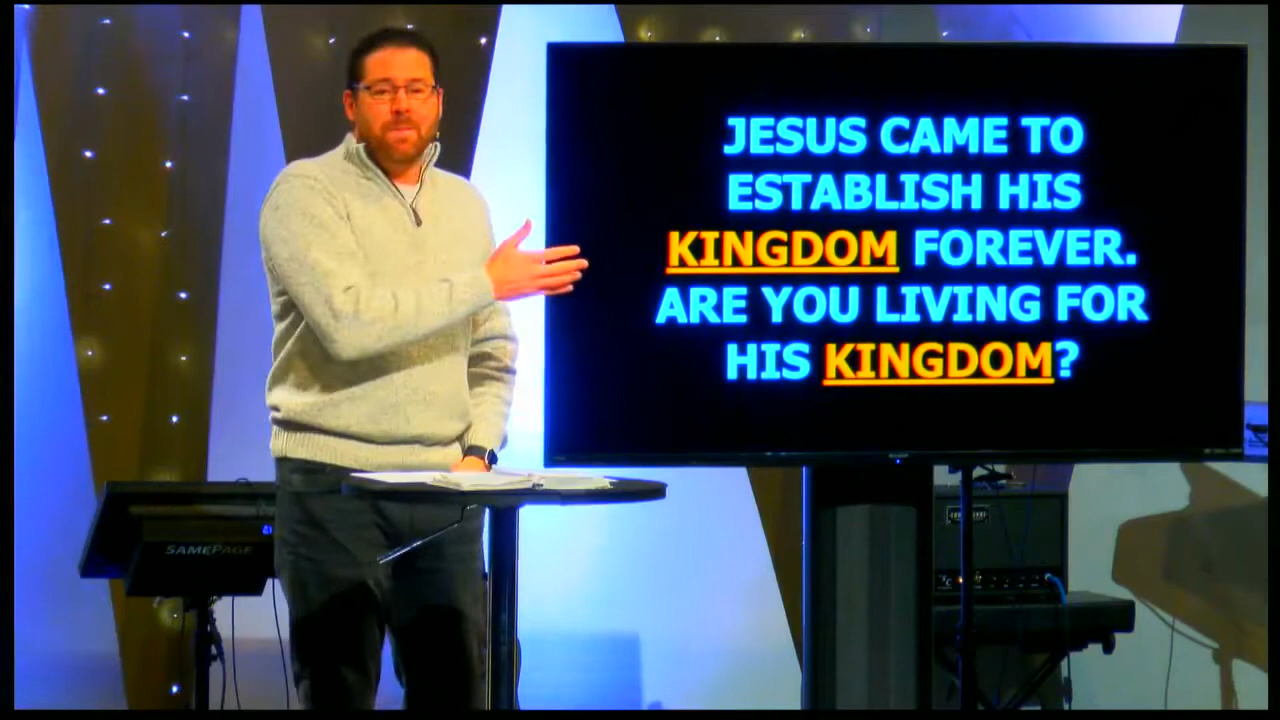 JESUS CAME TO
ESTABLISH HIS
KINGDOM FOREVER.
ARE YOU LIVING FOR
HIS KINGDOM?
SAMEPAGE